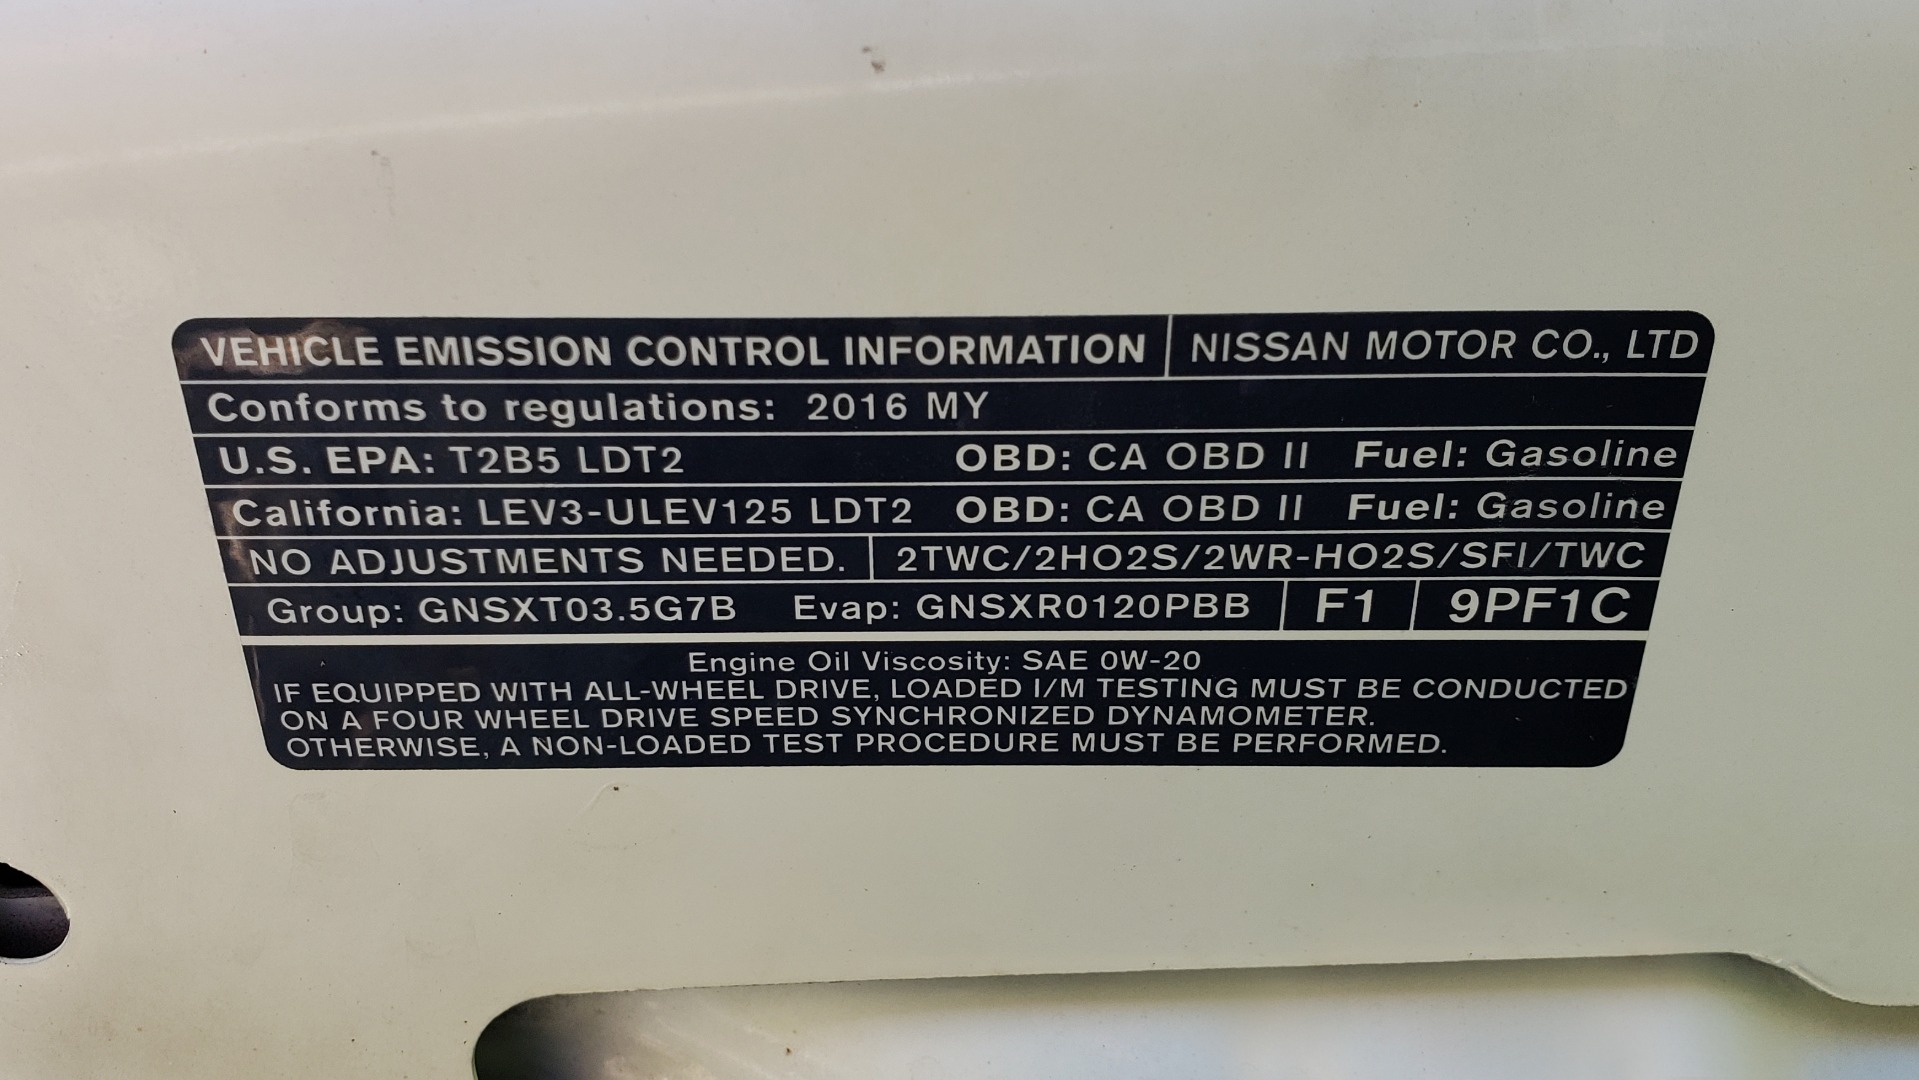 VEHICLE EMISSION CONTROL INFORMATION NISSAN MOTOR CO., LTD
Conforms to regulations: 2016 MY
U.S. EPA: T2B5 LDT2 OBD: CA OBD II Fuel: Gasoline
California: LEV3-ULEV125 LDT2 OBD: CA OBD II Fuel: Gasoline
NO ADJUSTMENTS NEEDED. 2TWC/2HO2S/2WR-HO2S/SFI/TWC
Group: GNSXT03.5G7B Evap: GNSXR0120PBB F1 9PF1C
Engine Oil Viscosity: SAE 0W-20
IF EQUIPPED WITH ALL-WHEEL DRIVE, LOADED I/M TESTING MUST BE CONDUCTED
ON A FOUR WHEEL DRIVE SPEED SYNCHRONIZED DYNAMOMETER.
OTHERWISE, A NON-LOADED TEST PROCEDURE MUST BE PERFORMED.